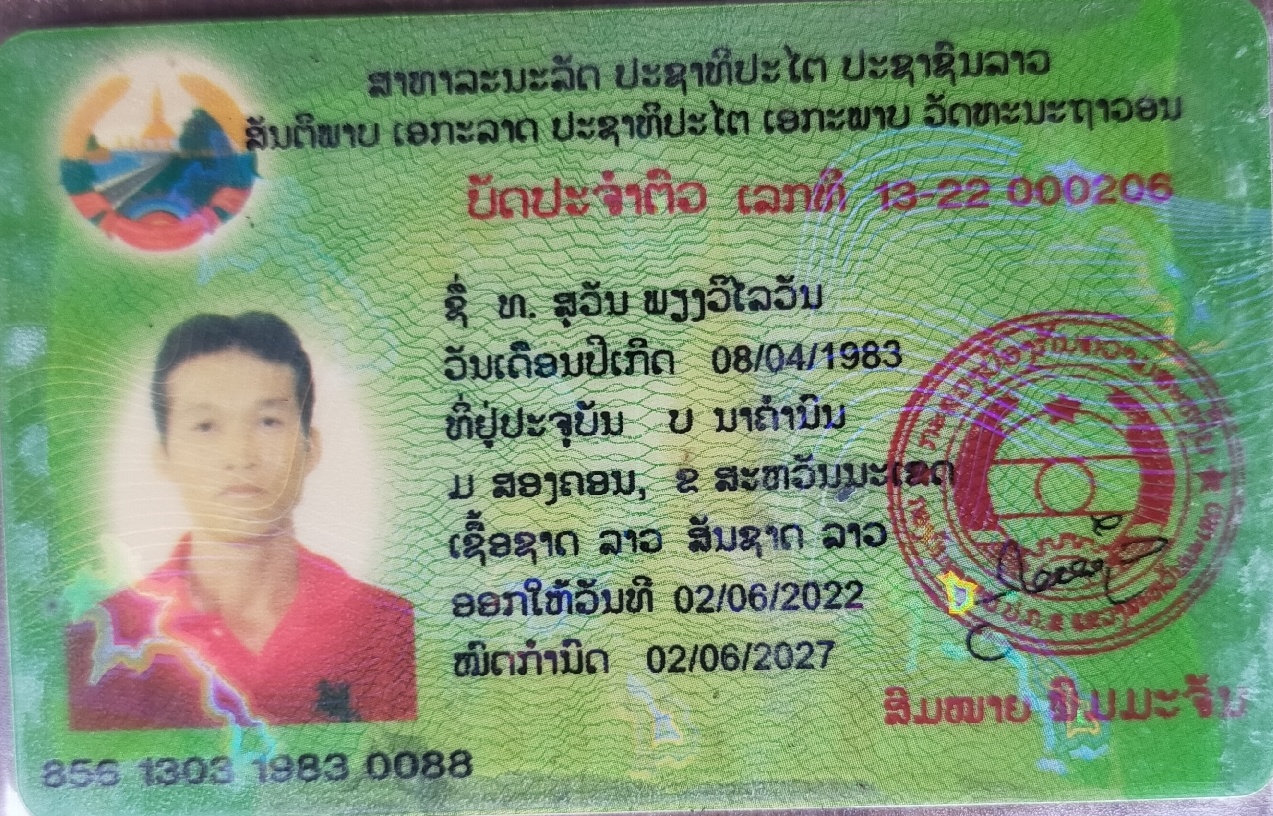 ສາທາລະນະລັດ ປະຊາທິປະໄຕ ປະຊາຊົນລາວ
ສັນຕິພາບ ເອກະລາດ ປະຊາທິປະໄຕ ເອກະພາບ ວັດທະນະຖາວອນ
ບັດປະຈຳຕົວ ເລກທີ 13-22 000206
ຊື່ ທ. ສຸວັນ ພຽງວິໄລວັນ
ວັນເດືອນປີເກີດ 08/04/1983
ທີ່ຢູ່ປະຈຸບັນ ບ ນາຄຳມົນ
ມ ສອງຄອນ, ຂ ສະຫວັນນະເຂດ
ເຊື້ອຊາດ ລາວ ສັນຊາດ ລາວ
ອອກໃຫ້ວັນທີ 02/06/2022
ໝົດກຳນົດ 02/06/2027
ສົມໝາຍ ພິມມະຈັນ
856 1303 1983 0088